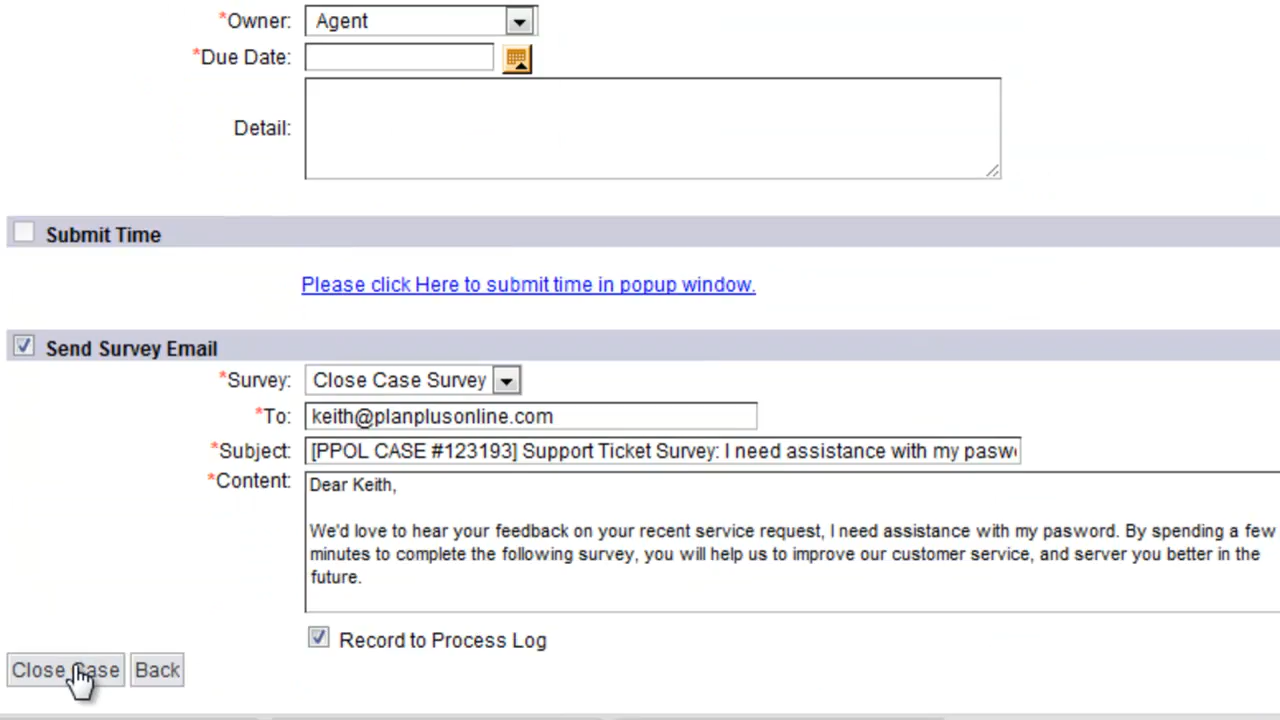 *Owner: Agent
*Due Date:
Detail:
Submit Time
Please click Here to submit time in popup window.
Send Survey Email
*Survey: Close Case Survey
*To: keith@planplusonline.com
*Subject: [PPOL CASE #123193] Support Ticket Survey: I need assistance with my pasw
*Content: Dear Keith,
We'd love to hear your feedback on your recent service request, I need assistance with my pasword. By spending a few
minutes to complete the following survey, you will help us to improve our customer service, and server you better in the
future.
Record to Process Log
Close Case Back